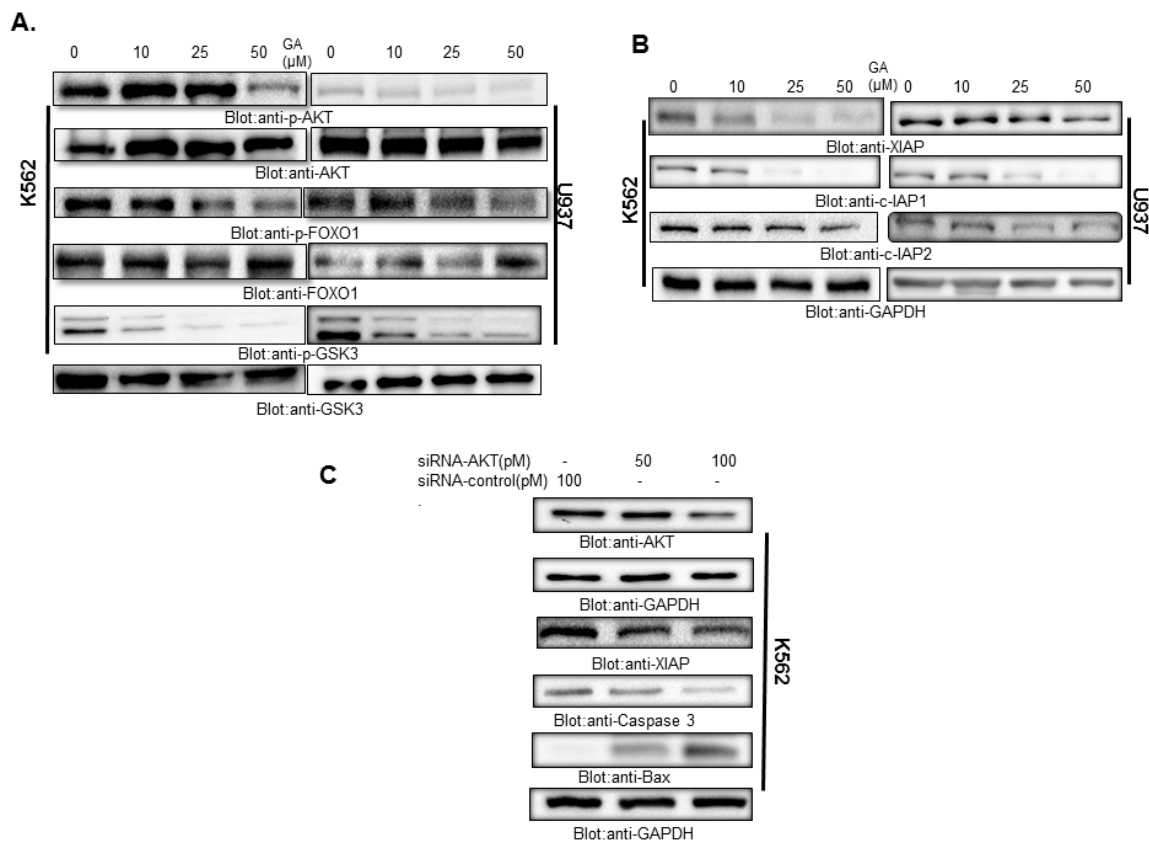 A.
0 10 25 50 GA (μM) 0 10 25 50
Blot:anti-p-AKT
Blot:anti-AKT
Blot:anti-p-FOXO1
Blot:anti-FOXO1
Blot:anti-p-GSK3
Blot:anti-GSK3
K562
U937
B
0 10 25 50 GA (μM) 0 10 25 50
Blot:anti-XIAP
Blot:anti-c-IAP1
Blot:anti-c-IAP2
Blot:anti-GAPDH
K562
U937
C
siRNA-AKT(pM) - 50 100
siRNA-control(pM) 100 - -
Blot:anti-AKT
Blot:anti-GAPDH
Blot:anti-XIAP
Blot:anti-Caspase 3
Blot:anti-Bax
Blot:anti-GAPDH
K562